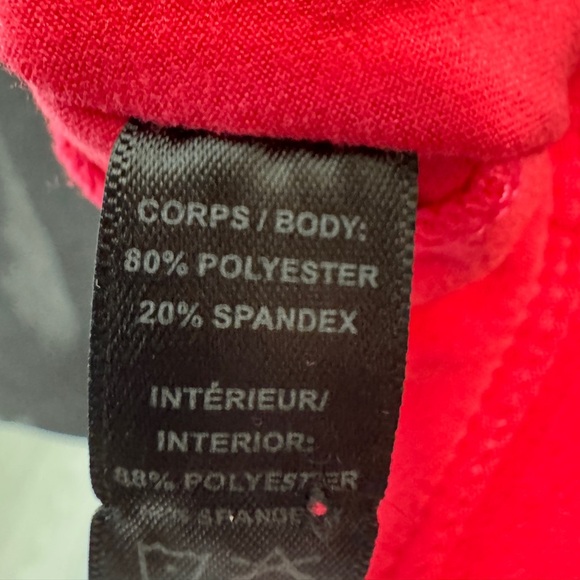 CORPS / BODY:
80% POLYESTER
20% SPANDEX
INTÉRIEUR/
INTERIOR:
88% POLYESTER